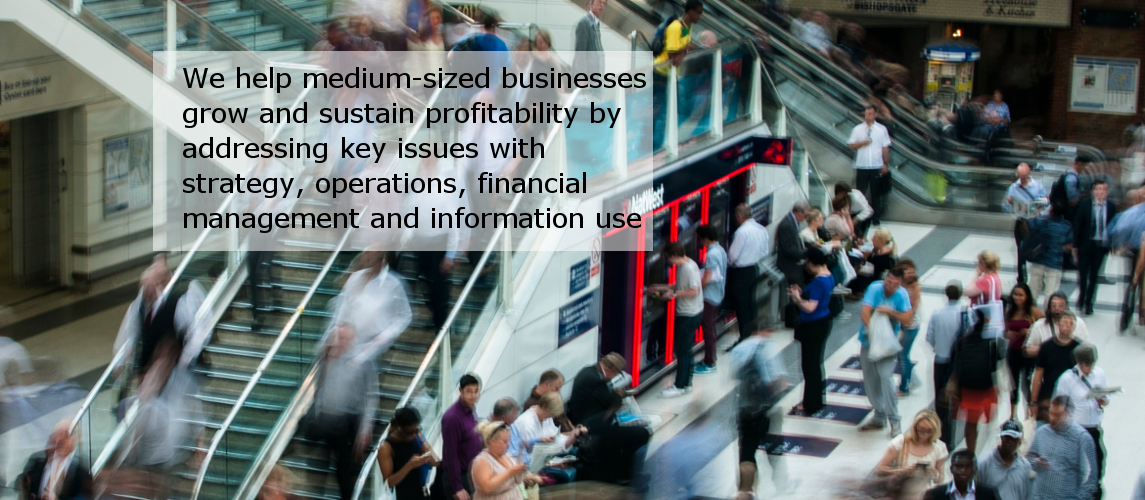 BISHOPSGATE
We help medium-sized businesses
grow and sustain profitability by
addressing key issues with
strategy, operations, financial
management and information use
NatWest